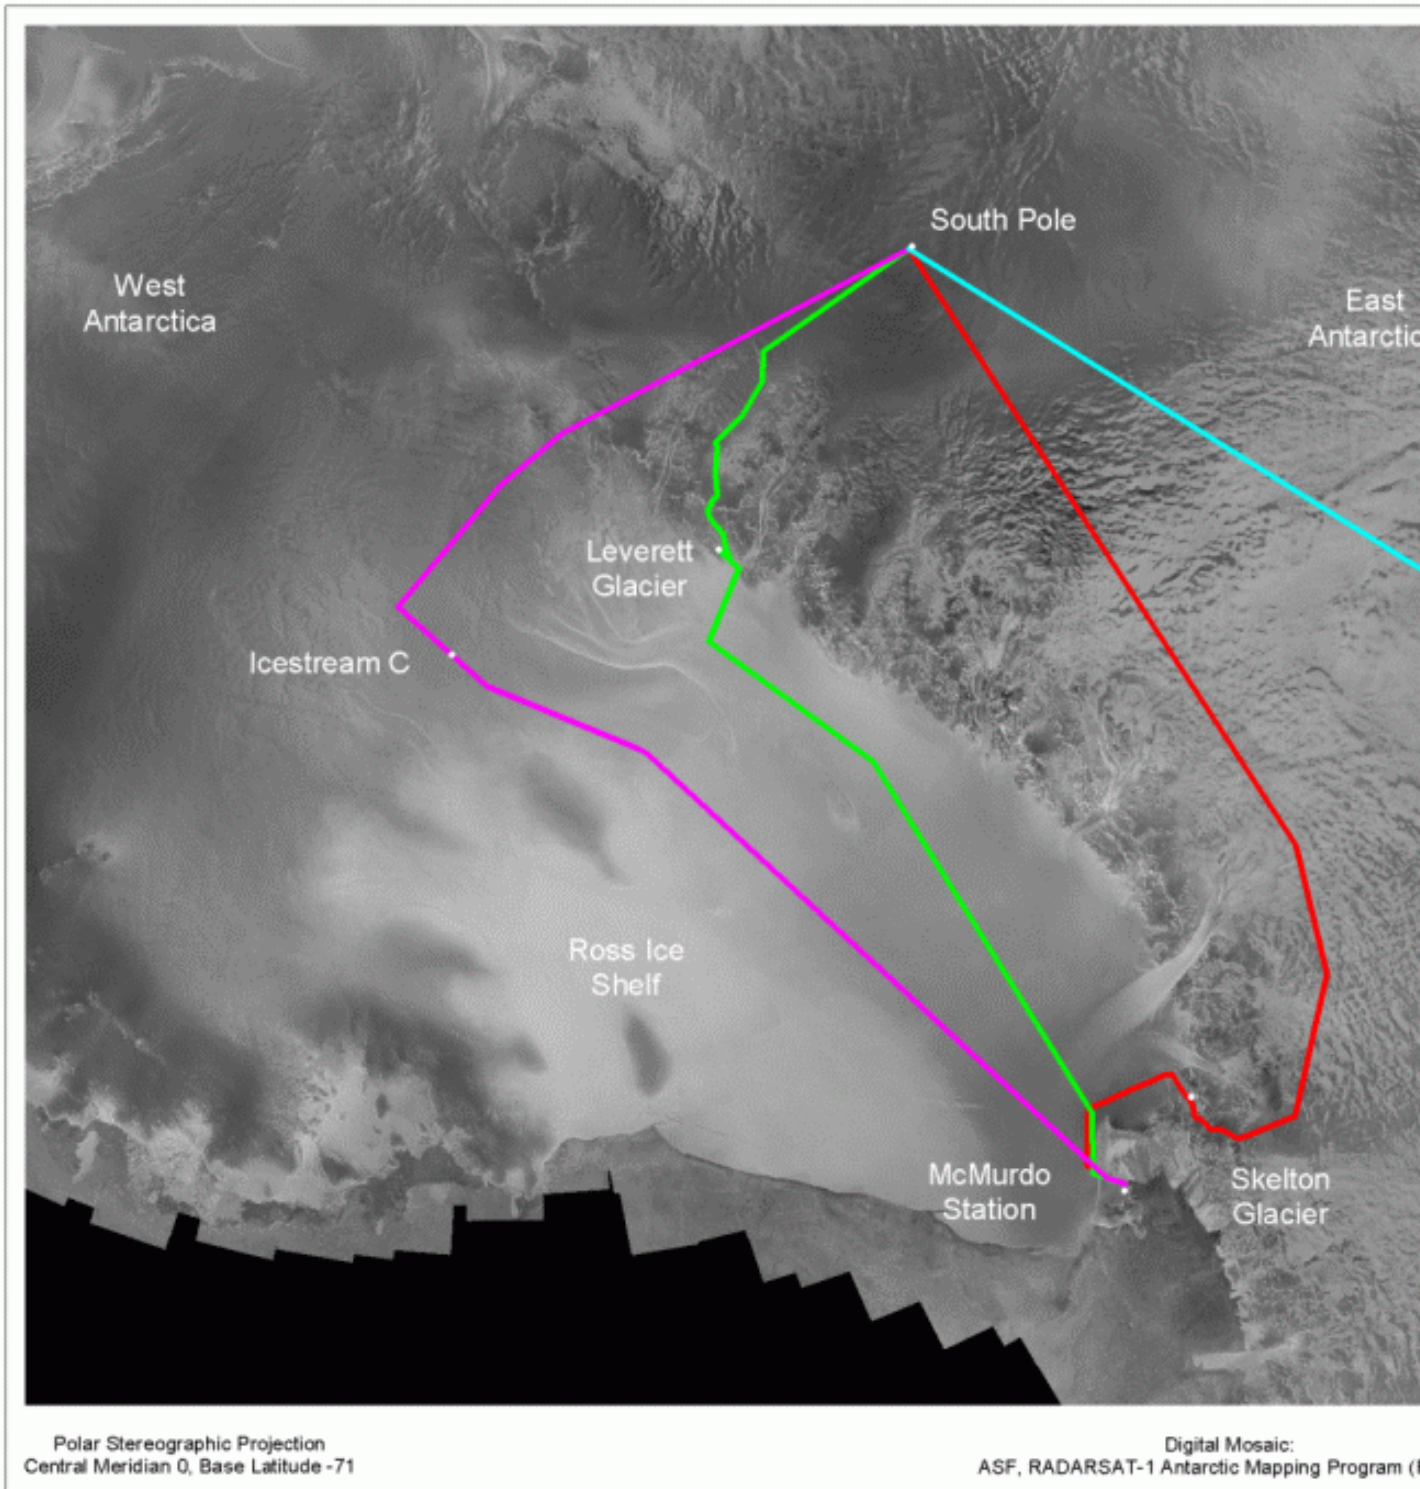 South Pole
West
Antarctica
East
Antarctic
Leverett
Glacier
Icestream C
Ross Ice
Shelf
McMurdo
Station
Skelton
Glacier
Polar Stereographic Projection
Central Meridian 0, Base Latitude -71
Digital Mosaic:
ASF, RADARSAT-1 Antarctic Mapping Program (